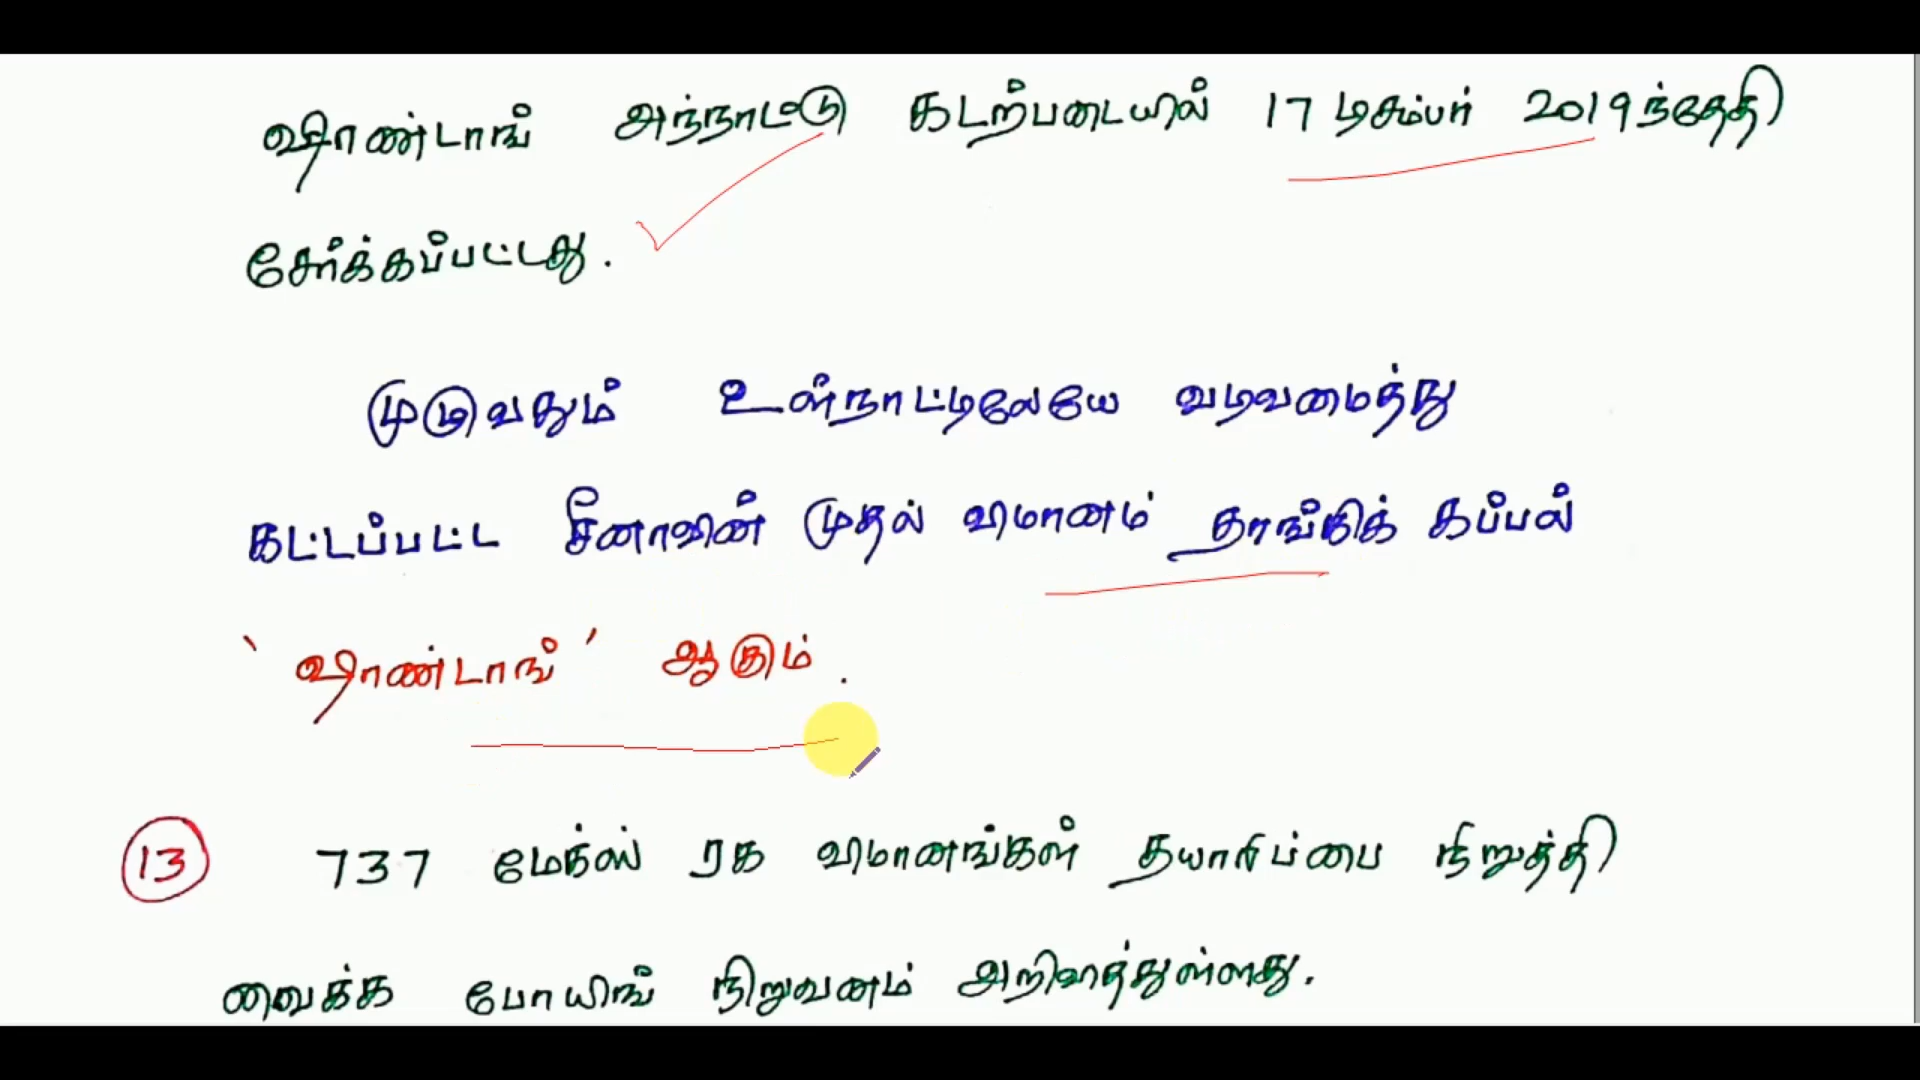 ஷாண்டாங் அந்நாட்டு கடற்படையில் 17 டிசம்பர் 2019ந்தேதி
சேர்க்கப்பட்டது.
முழுவதும் உள்நாட்டிலேயே வடிவமைத்து
கட்டப்பட்ட சீனாவின் முதல் விமானம் தாங்கிக் கப்பல்
‘ஷாண்டாங்’ ஆகும்.
13 737 மேக்ஸ் ரக விமானங்கள் தயாரிப்பை நிறுத்தி
வைக்க போயிங் நிறுவனம் அறிவித்துள்ளது.